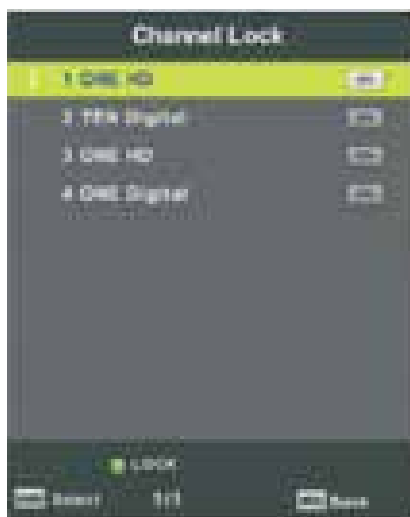 Channel Lock
1 ONE HD
2 TEN Digital
3 ONE HD
4 ONE Digital
LOCK
Select 1/1 Back